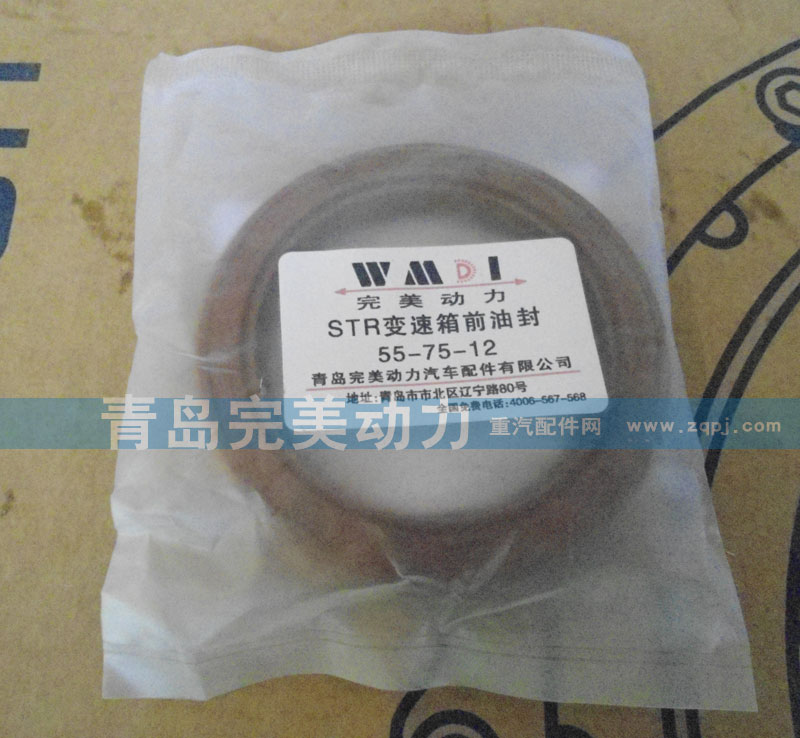 WMDI
完美动力
STR变速箱前油封
55-75-12
青岛完美动力汽车配件有限公司
地址:青岛市市北区辽宁路80号
全国免费电话:4006-567-568
青岛完美动力 重汽配件网 www.zqpj.com